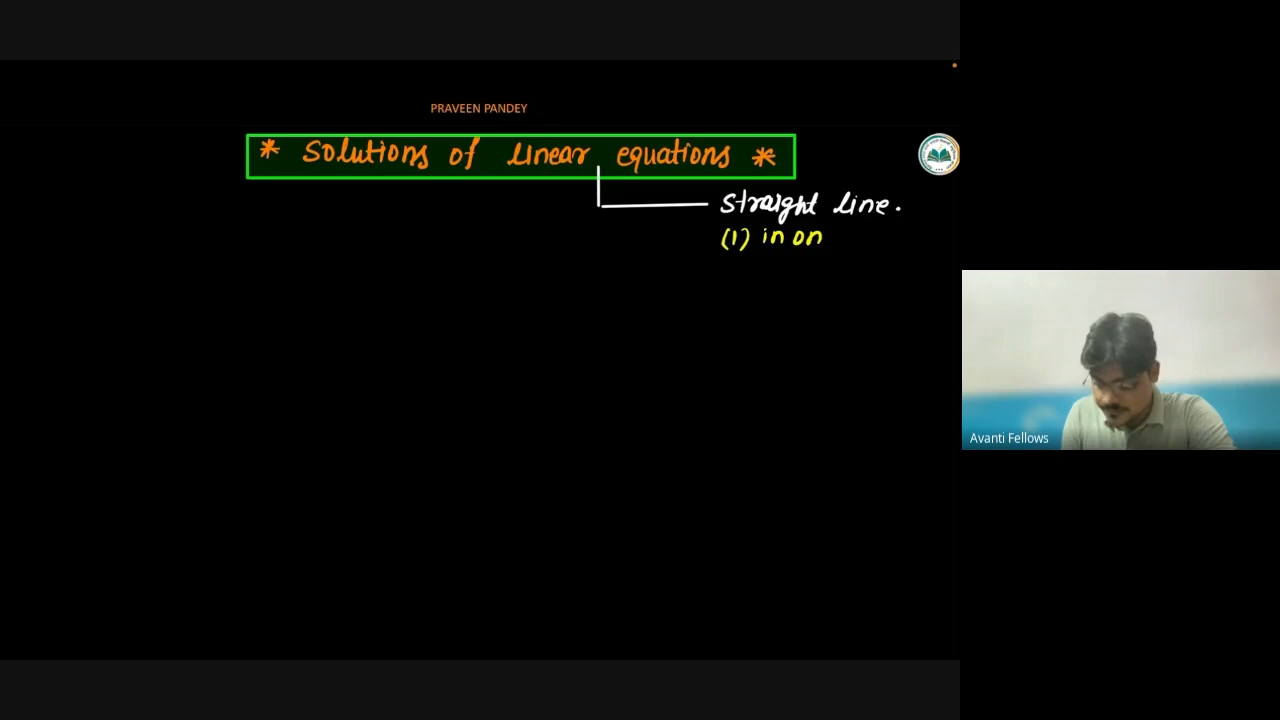 PRAVEEN PANDEY
* Solutions of linear equations *
Straight line.
(1) in on
Avanti Fellows